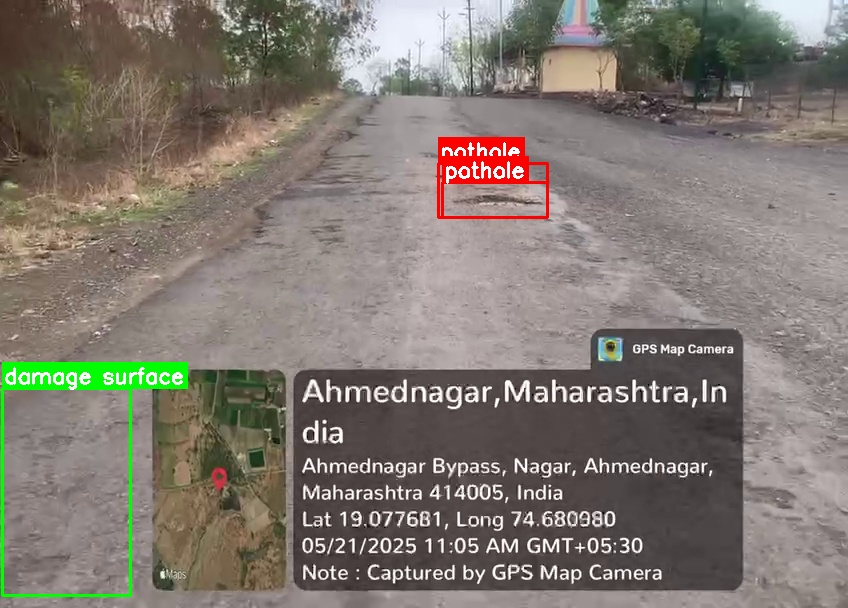 pothole
pothole
damage surface
GPS Map Camera
Ahmednagar,Maharashtra,In
dia
Ahmednagar Bypass, Nagar, Ahmednagar,
Maharashtra 414005, India
Lat 19.077681, Long 74.680980
05/21/2025 11:05 AM GMT+05:30
Note : Captured by GPS Map Camera
Maps